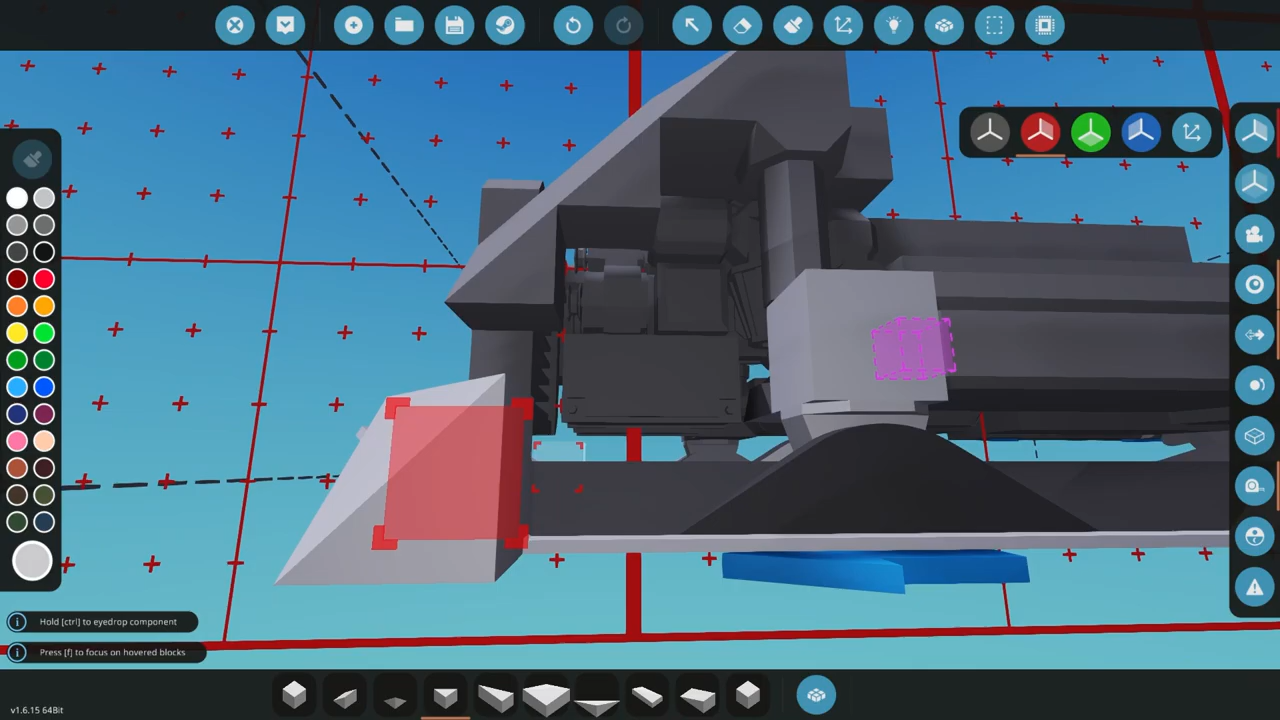 Hold [ctrl] to eyedrop component
Press [f] to focus on hovered blocks
v1.6.15 64Bit